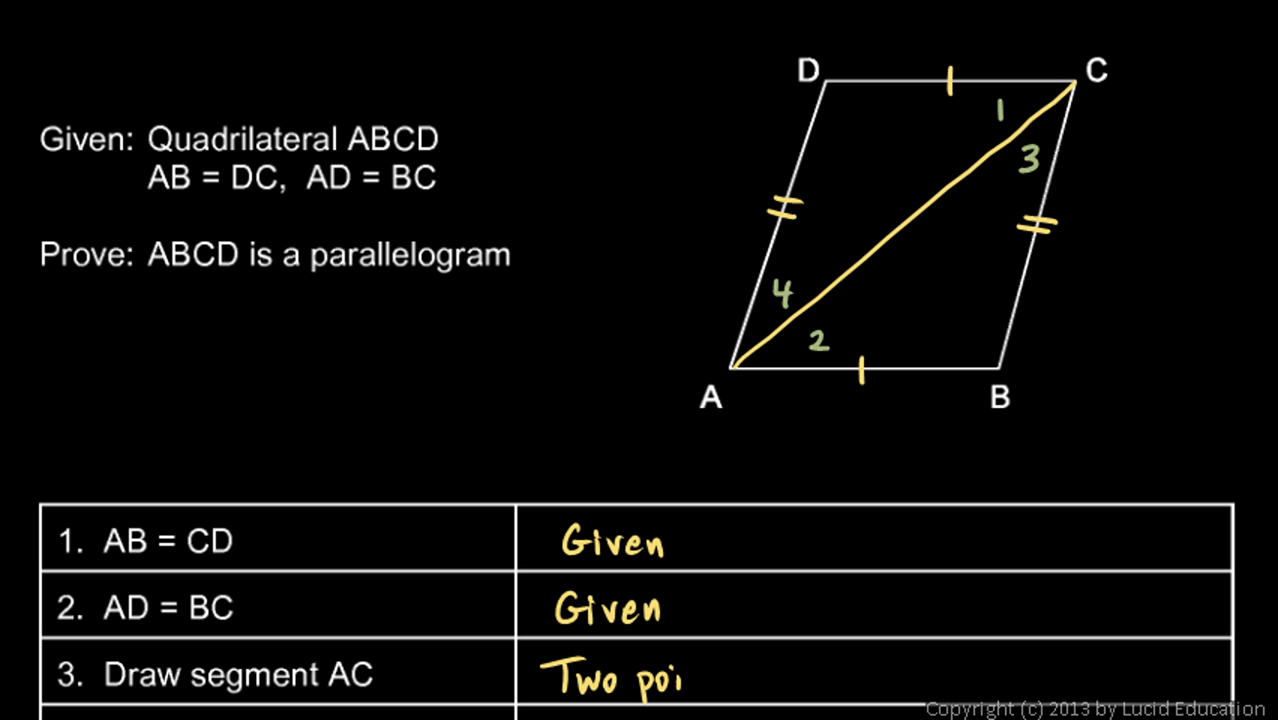 D
C
1
3
Given: Quadrilateral ABCD
AB = DC, AD = BC
Prove: ABCD is a parallelogram
4
2
A
B
1. AB = CD Given
2. AD = BC Given
3. Draw segment AC Two poi
Copyright (c) 2013 by Lucid Education